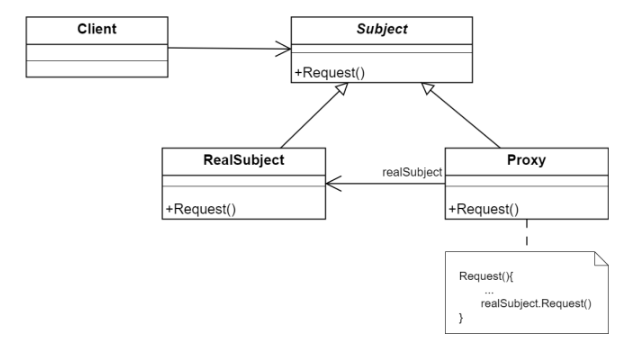 Client
Subject
+Request()
RealSubject
+Request()
realSubject
Proxy
+Request()
Request(){
...
realSubject.Request()
}